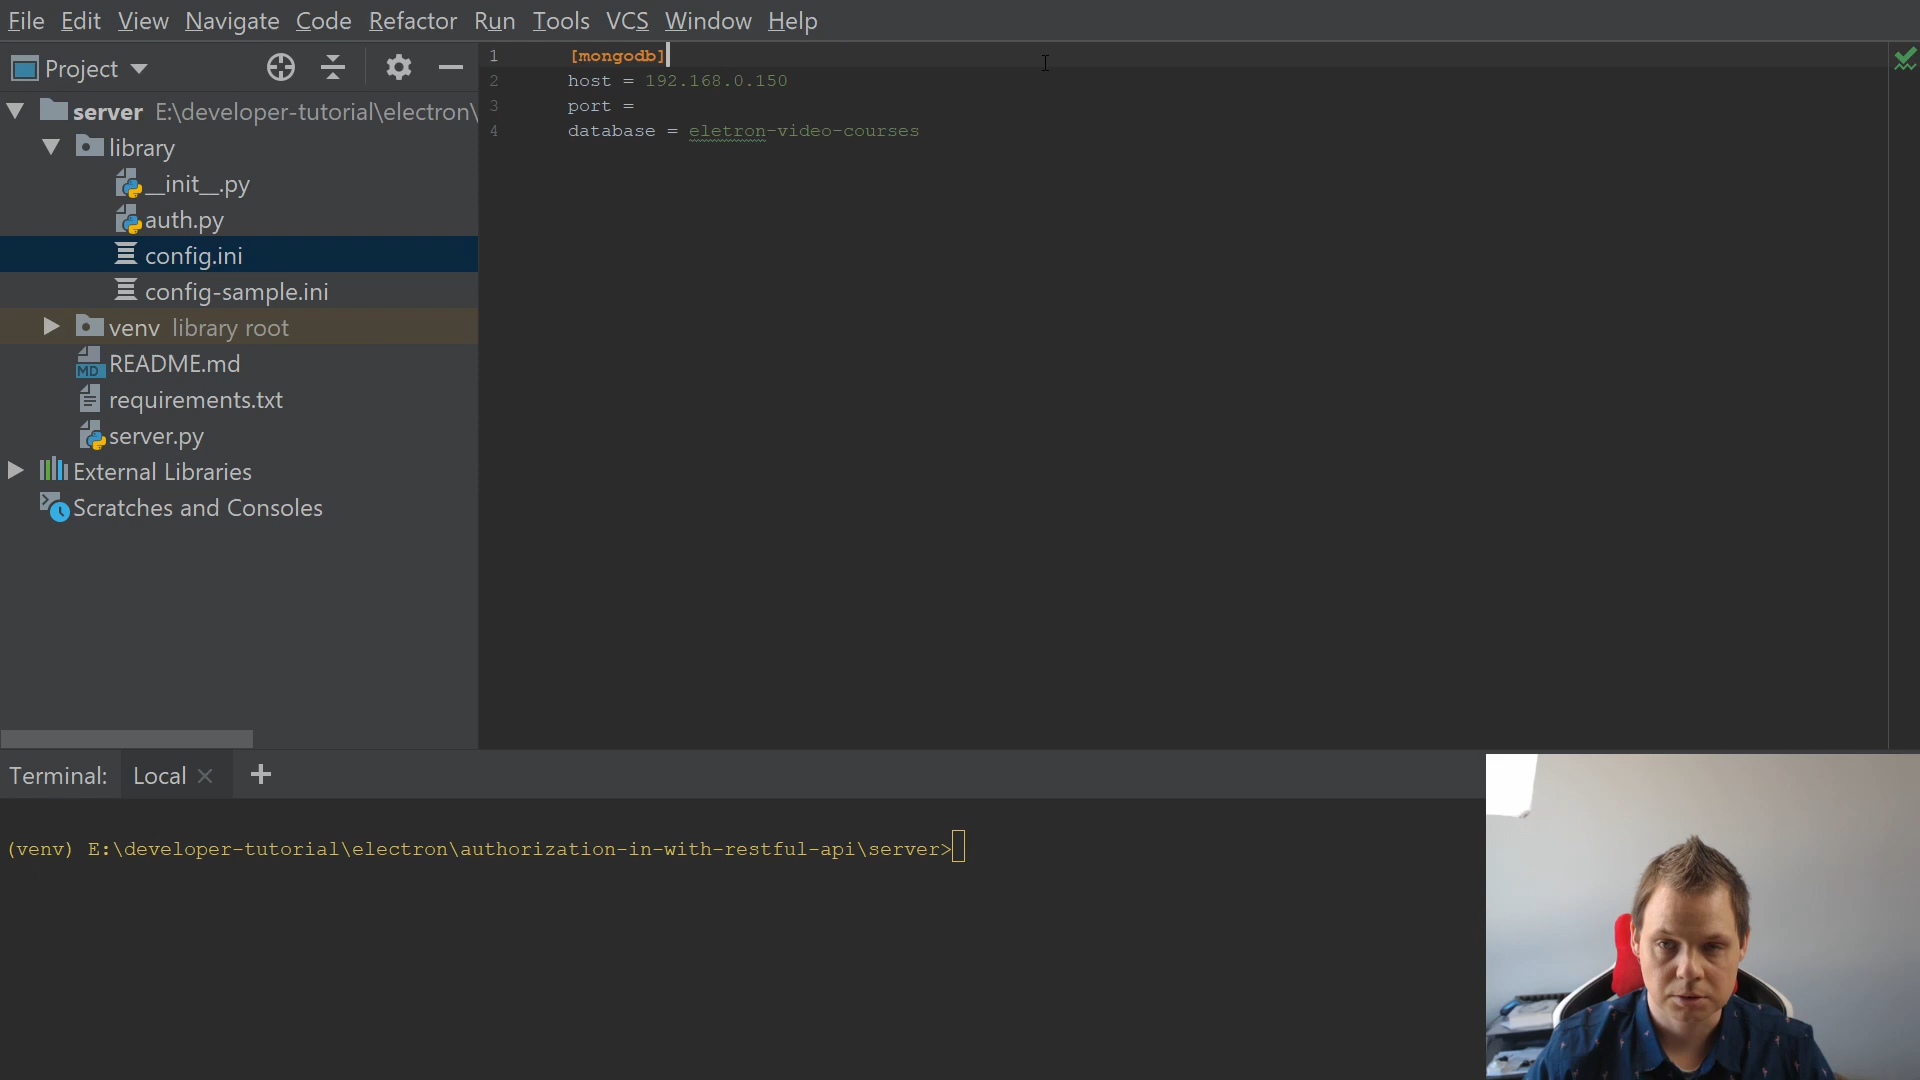 File Edit View Navigate Code Refactor Run Tools VCS Window Help
Project
server E:\developer-tutorial\electron\
library
__init__.py
auth.py
config.ini
config-sample.ini
venv library root
MD README.md
requirements.txt
server.py
External Libraries
Scratches and Consoles
1 [mongodb]
2 host = 192.168.0.150
3 port =
4 database = eletron-video-courses
Terminal: Local
(venv) E:\developer-tutorial\electron\authorization-in-with-restful-api\server>